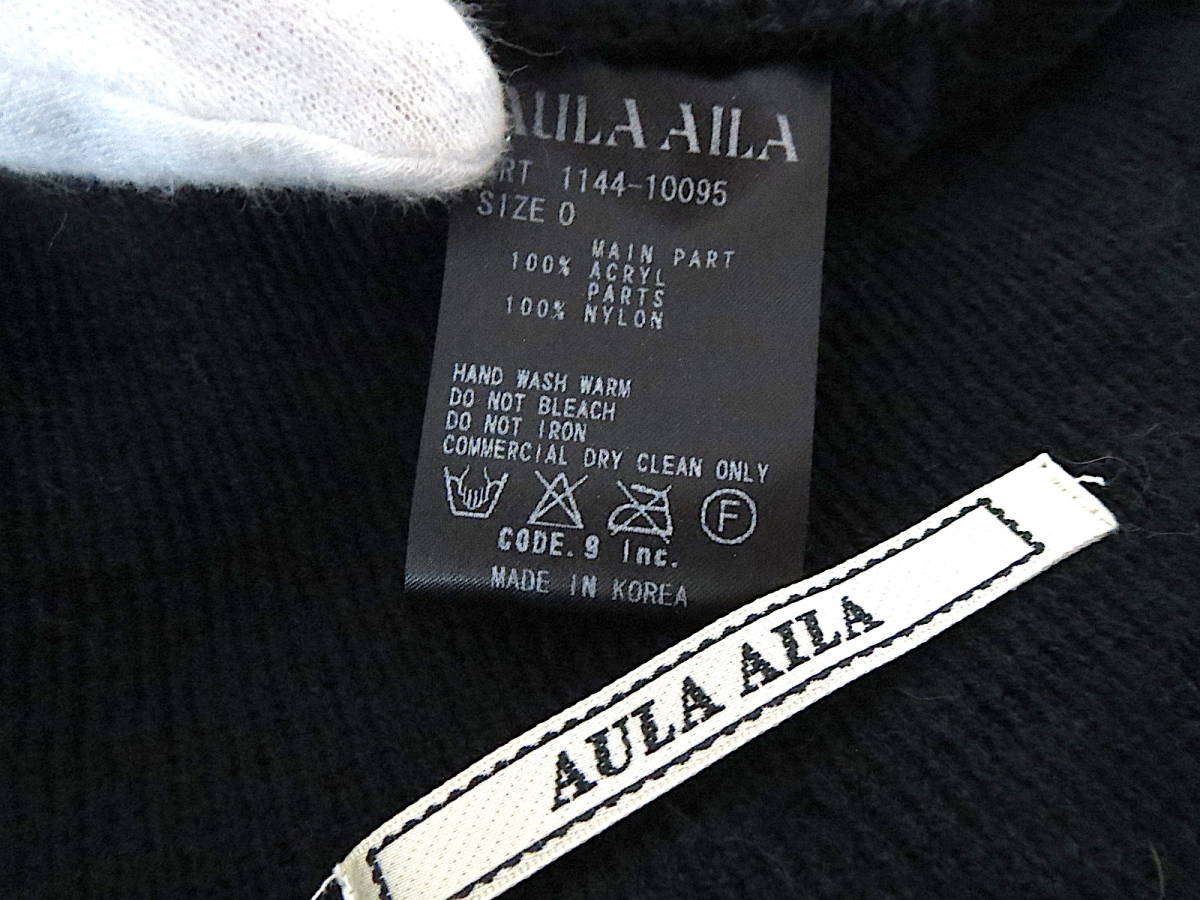 AULA AILA
RT 1144-10095
SIZE 0
MAIN PART
100% ACRYL
PARTS
100% NYLON
HAND WASH WARM
DO NOT BLEACH
DO NOT IRON
COMMERCIAL DRY CLEAN ONLY
F
CODE.9 Inc.
MADE IN KOREA
AULA AILA